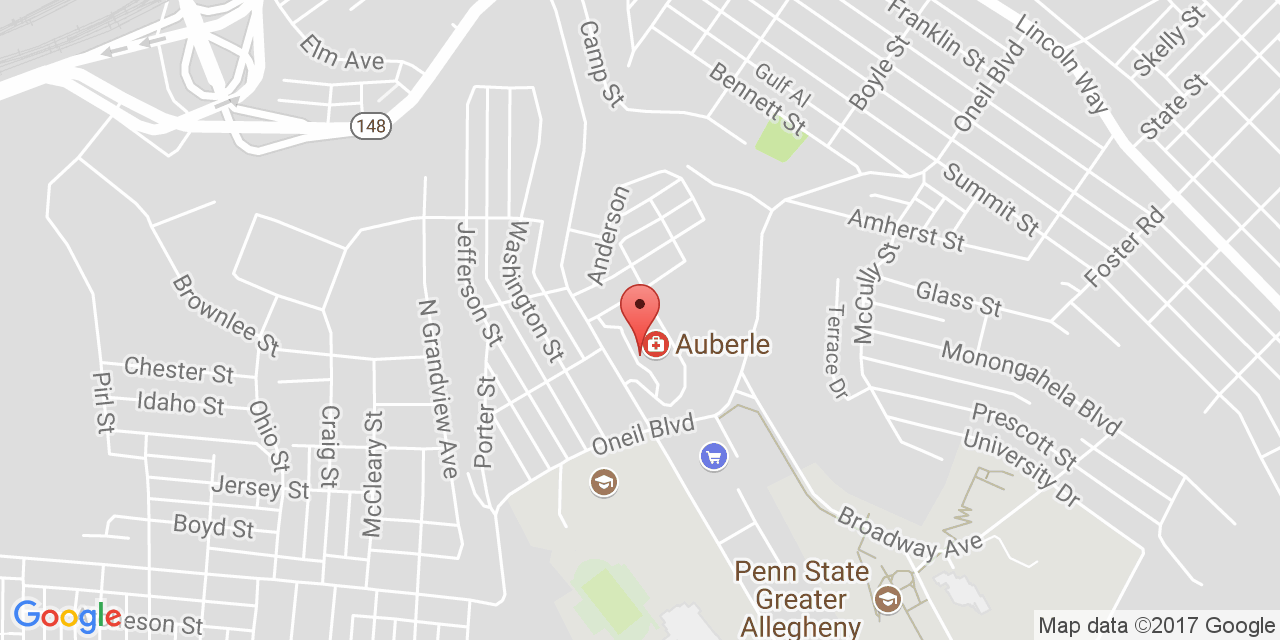 Elm Ave
148
Camp St
Franklin St
Boyle St
Gulf Al
Bennett St
Oneil Blvd
Lincoln Way
Skelly St
State St
Summit St
Foster Rd
Amherst St
McCully St
Glass St
Terrace Dr
Monongahela Blvd
Prescott St
University Dr
Anderson
Washington St
Jefferson St
N Grandview Ave
Porter St
Brownlee St
Chester St
Idaho St
Pirl St
Ohio St
Craig St
McCleary St
Jersey St
Boyd St
Auberle
Oneil Blvd
Broadway Ave
Penn State
Greater
Allegheny
Google
eson St
Map data ©2017 Google